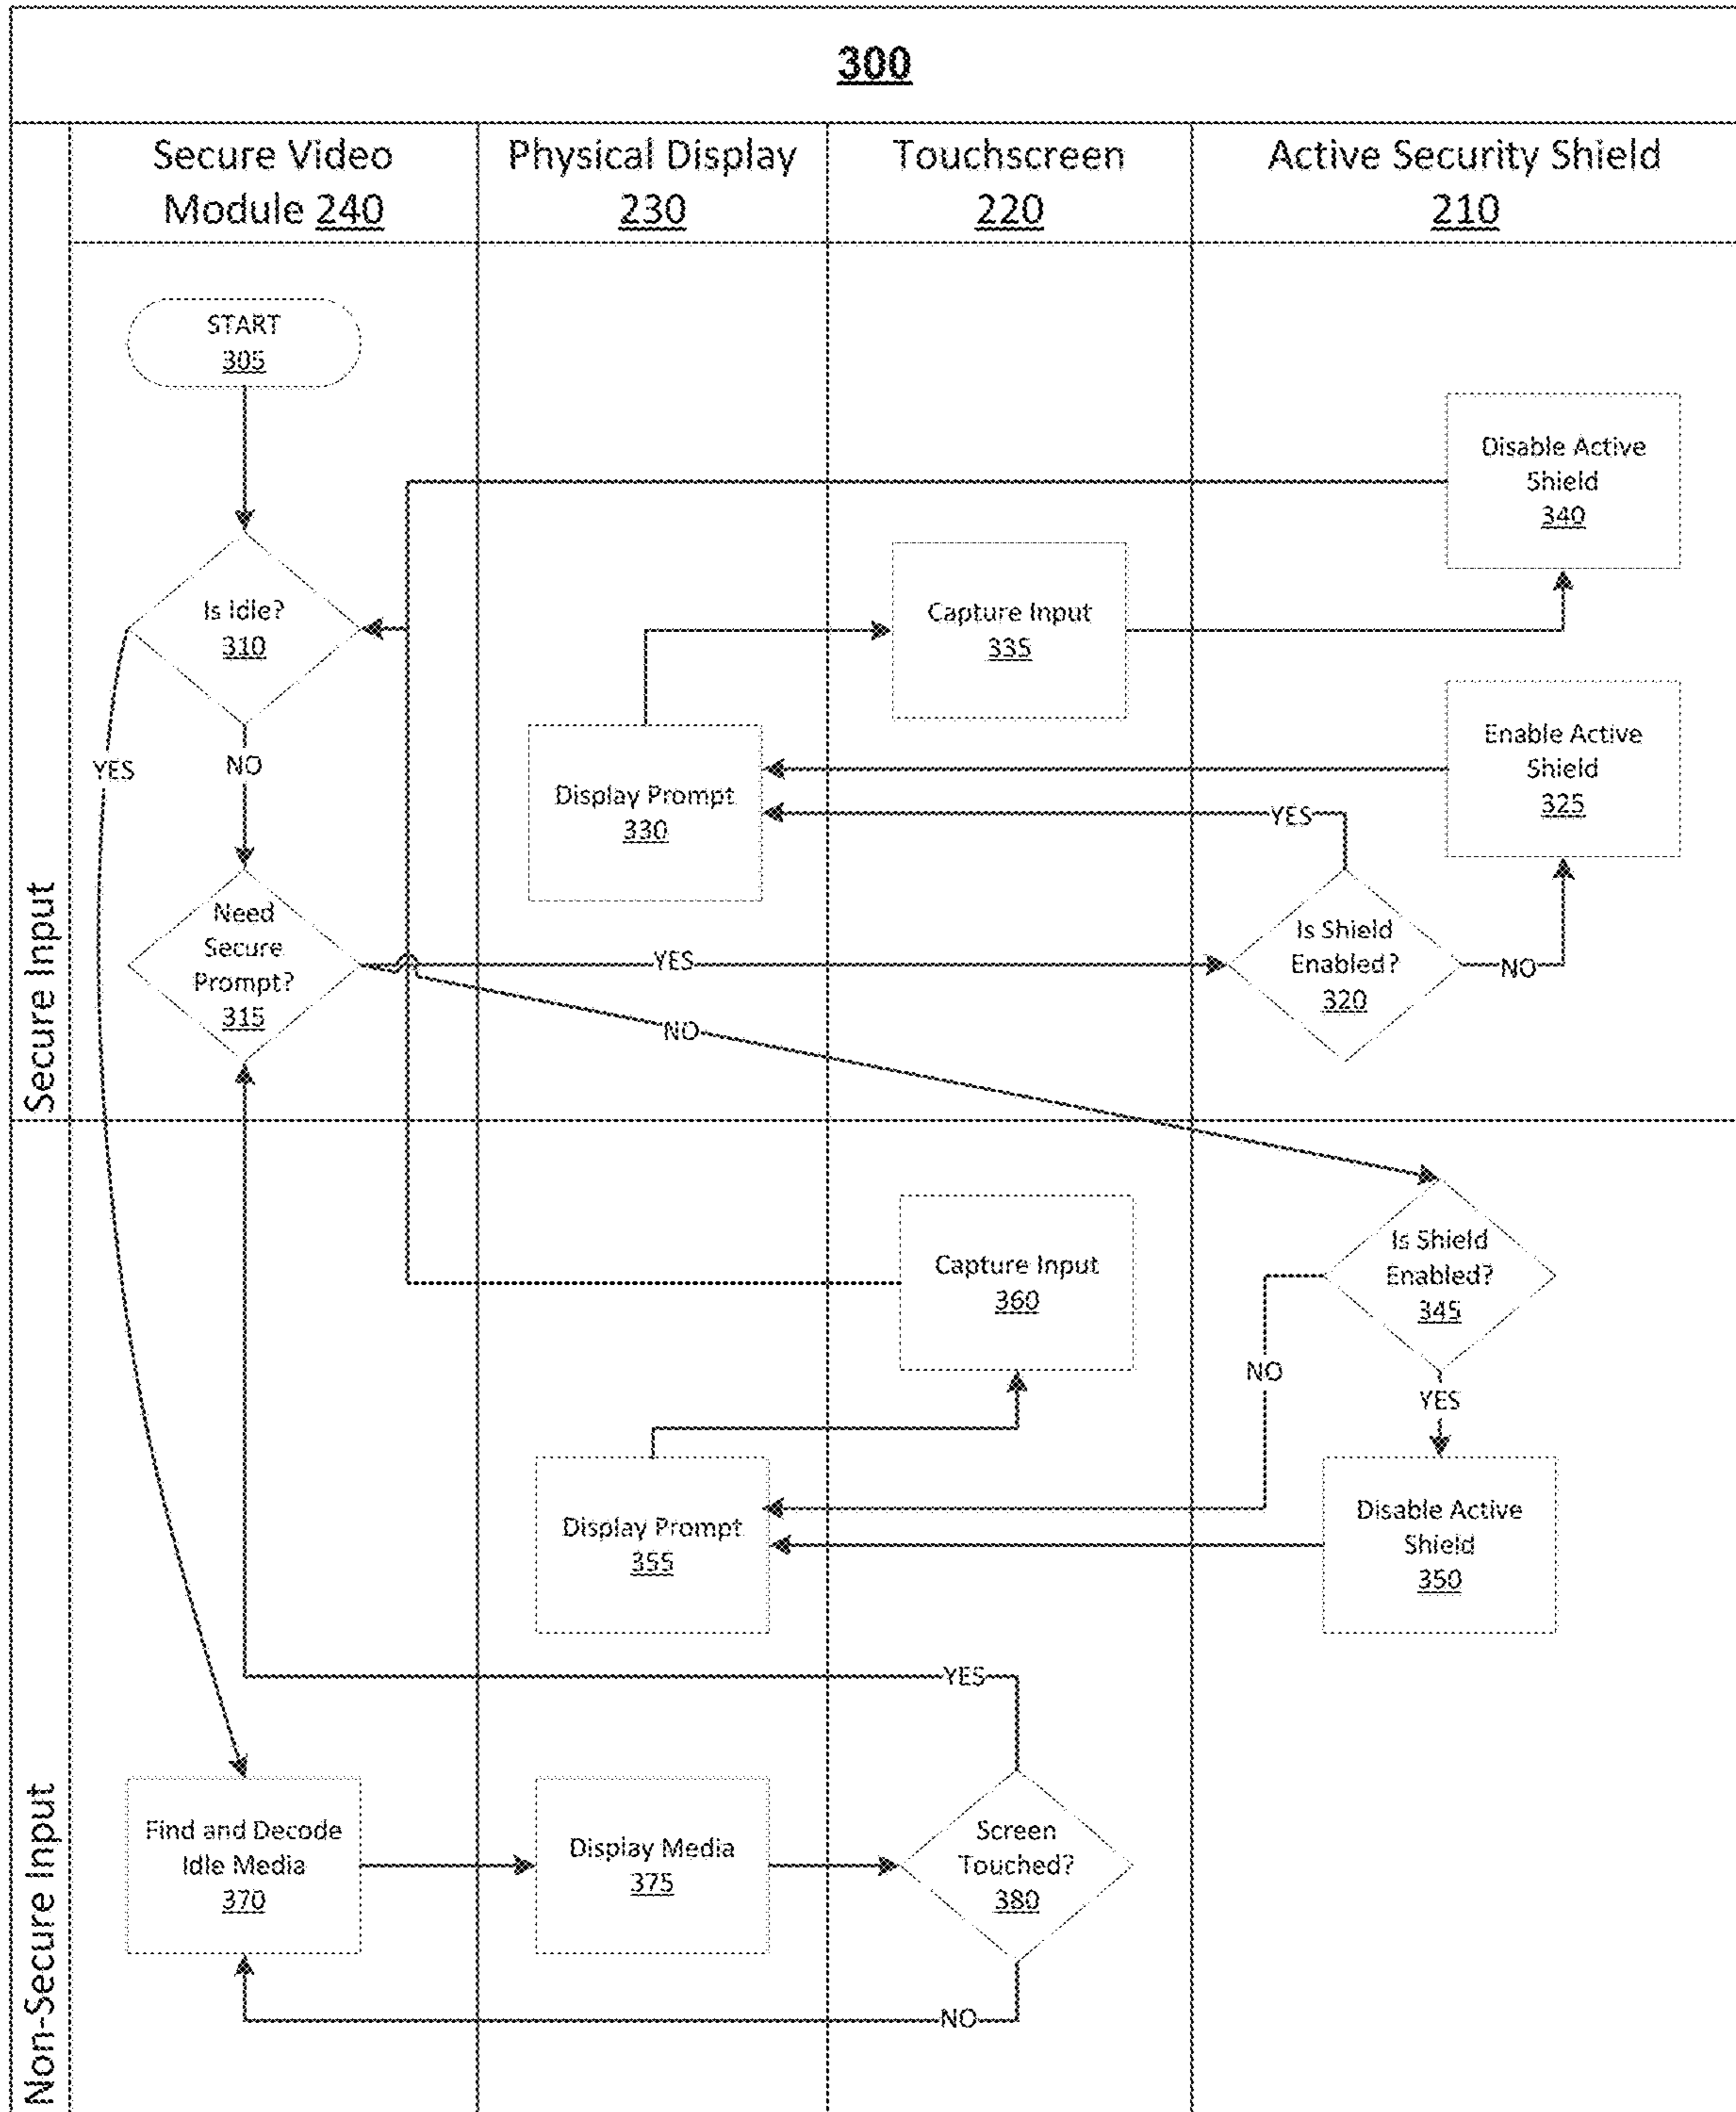 300
Secure Video
Module 240
Physical Display
230
Touchscreen
220
Active Security Shield
210
Secure Input
START
305
Disable Active
Shield
340
Is Idle?
310
Capture Input
335
YES
NO
Enable Active
Shield
325
Display Prompt
330
YES
Need
Secure
Prompt?
315
YES
NO
Is Shield
Enabled?
320
NO
Non-Secure Input
Capture Input
360
Is Shield
Enabled?
345
NO
YES
Display Prompt
355
Disable Active
Shield
350
YES
Find and Decode
Idle Media
370
Display Media
375
Screen
Touched?
380
NO